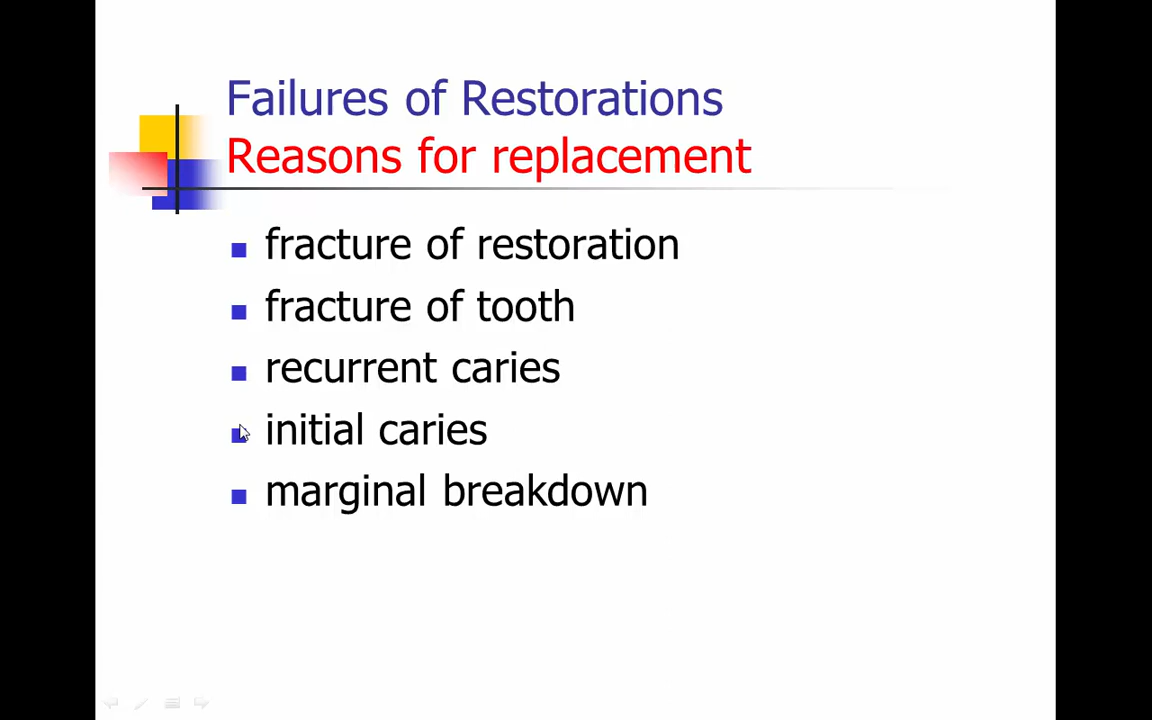 Failures of Restorations
Reasons for replacement
fracture of restoration
fracture of tooth
recurrent caries
initial caries
marginal breakdown